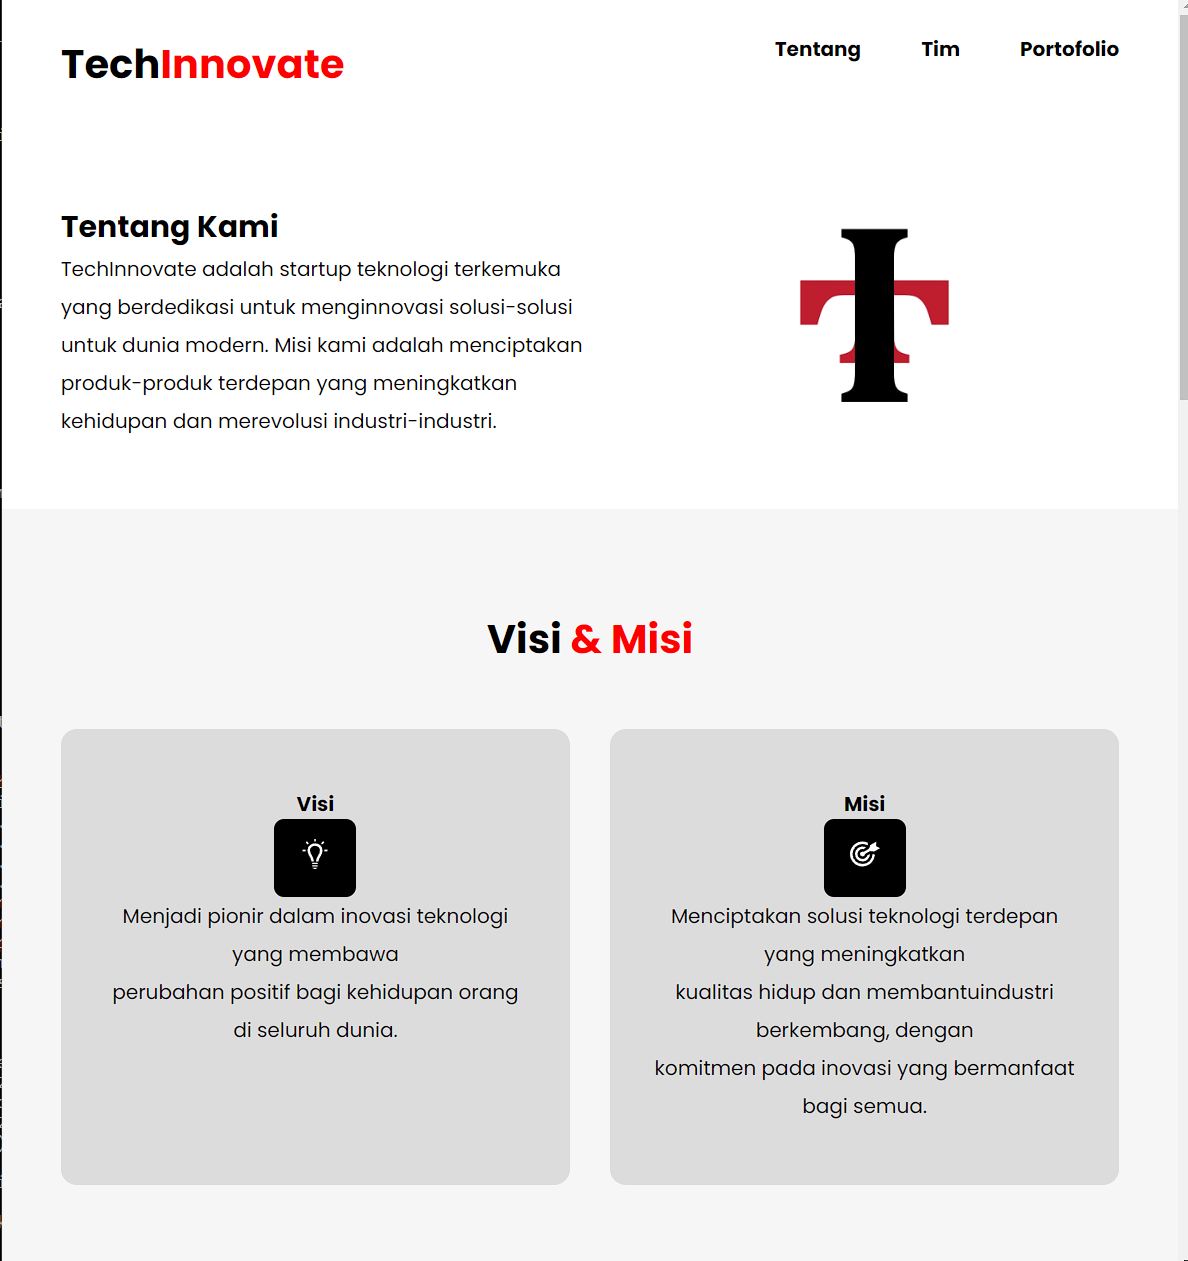 TechInnovate
Tentang Tim Portofolio
Tentang Kami
TechInnovate adalah startup teknologi terkemuka
yang berdedikasi untuk menginnovasi solusi-solusi
untuk dunia modern. Misi kami adalah menciptakan
produk-produk terdepan yang meningkatkan
kehidupan dan merevolusi industri-industri.
Visi & Misi
Visi
Menjadi pionir dalam inovasi teknologi
yang membawa
perubahan positif bagi kehidupan orang
di seluruh dunia.
Misi
Menciptakan solusi teknologi terdepan
yang meningkatkan
kualitas hidup dan membantuindustri
berkembang, dengan
komitmen pada inovasi yang bermanfaat
bagi semua.